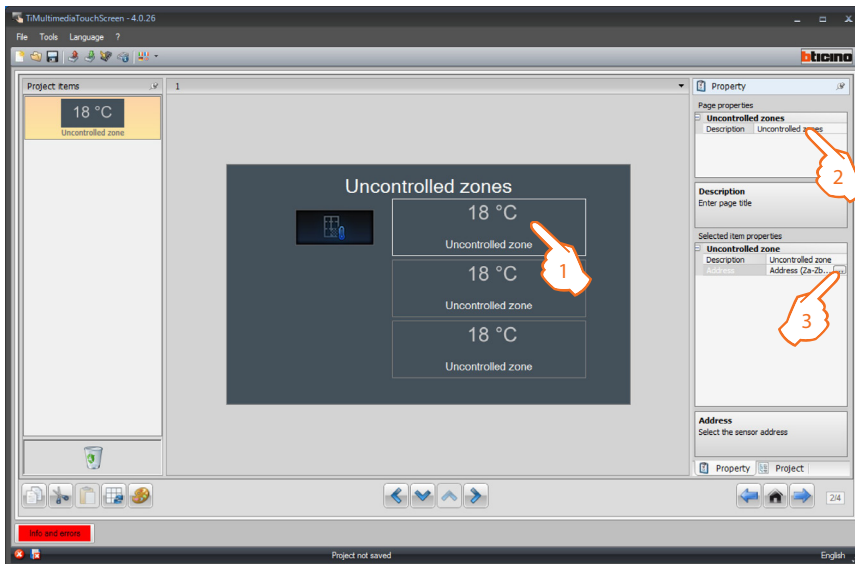 TiMultimediaTouchScreen - 4.0.26
File Tools Language ?
bticino
Project items
1
Property
18 °C
Uncontrolled zone
Page properties
Uncontrolled zones
Description Uncontrolled zones
2
Description
Enter page title
Uncontrolled zones
18 °C
Uncontrolled zone
1
18 °C
Uncontrolled zone
18 °C
Uncontrolled zone
Selected item properties
Uncontrolled zone
Description Uncontrolled zone
Address Address (Za-Zb... ...
3
Address
Select the sensor address
Property Project
2/4
Info and errors
Project not saved
English